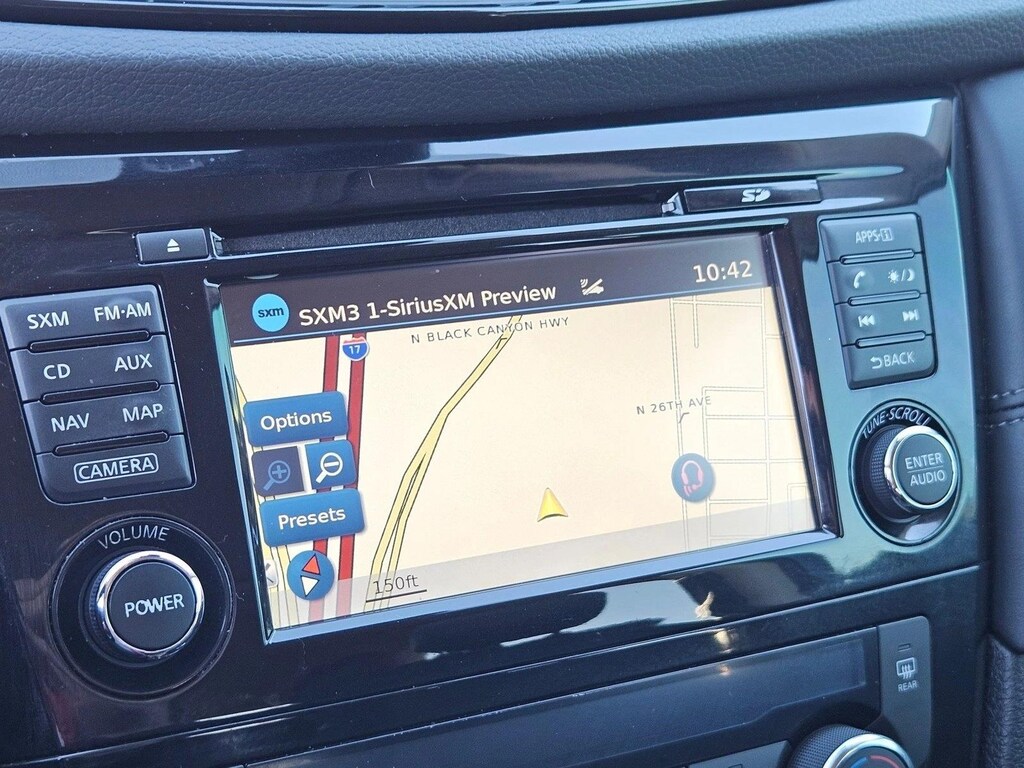 SD
APPS·i
sxm
SXM3 1-SiriusXM Preview
10:42
N BLACK CANYON HWY
17
SXM
FM·AM
CD
AUX
NAV
MAP
CAMERA
Options
N 26TH AVE
Presets
150ft
BACK
TUNE·SCROLL
ENTER
AUDIO
VOLUME
POWER
REAR